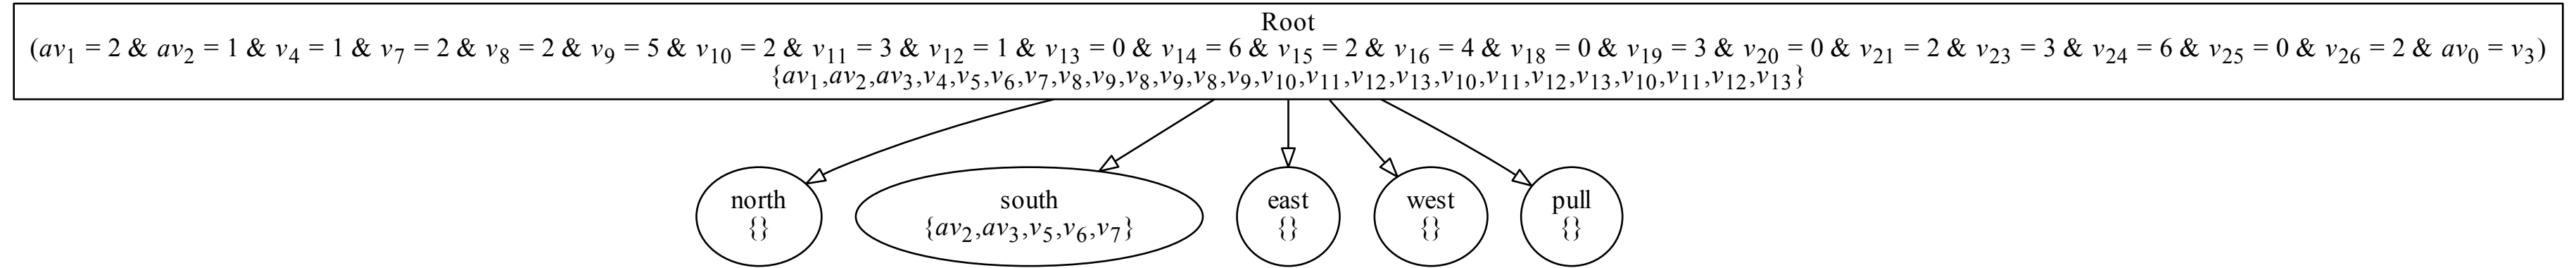 Root
(av₁ = 2 & av₂ = 1 & v₄ = 1 & v₇ = 2 & v₈ = 2 & v₉ = 5 & v₁₀ = 2 & v₁₁ = 3 & v₁₂ = 1 & v₁₃ = 0 & v₁₄ = 6 & v₁₅ = 2 & v₁₆ = 4 & v₁₈ = 0 & v₁₉ = 3 & v₂₀ = 0 & v₂₁ = 2 & v₂₃ = 3 & v₂₄ = 6 & v₂₅ = 0 & v₂₆ = 2 & av₀ = v₃)
{av₁,av₂,av₃,v₄,v₅,v₆,v₇,v₈,v₉,v₈,v₉,v₈,v₉,v₁₀,v₁₁,v₁₂,v₁₃,v₁₀,v₁₁,v₁₂,v₁₃,v₁₀,v₁₁,v₁₂,v₁₃}
north
{}
south
{av₂,av₃,v₅,v₆,v₇}
east
{}
west
{}
pull
{}